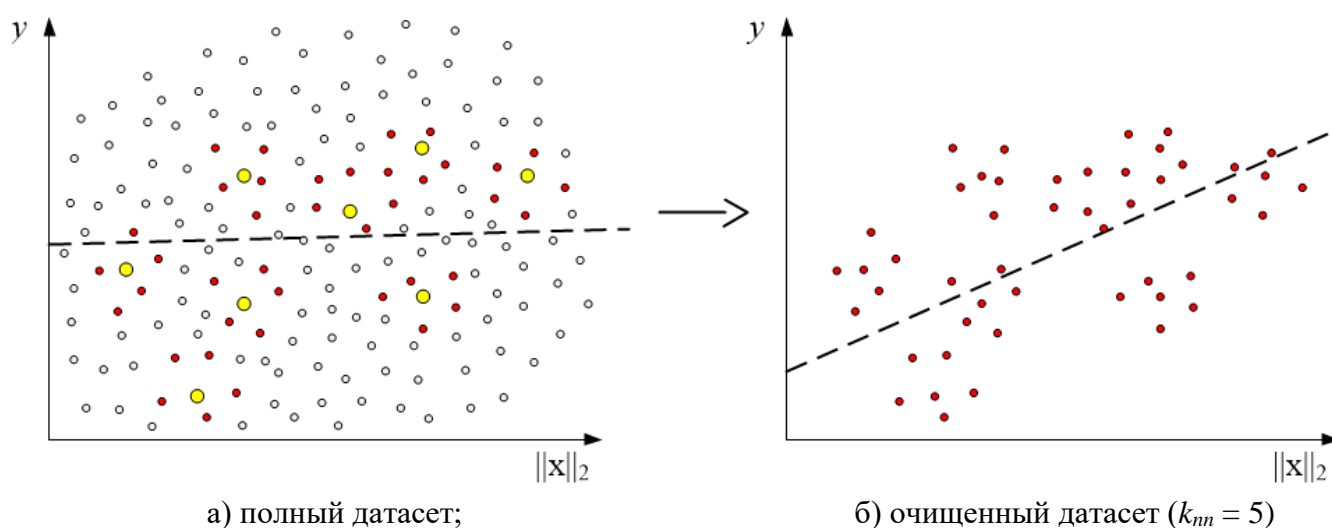 y
y
||x||₂
||x||₂
а) полный датасет;
б) очищенный датасет (kₙₙ = 5)